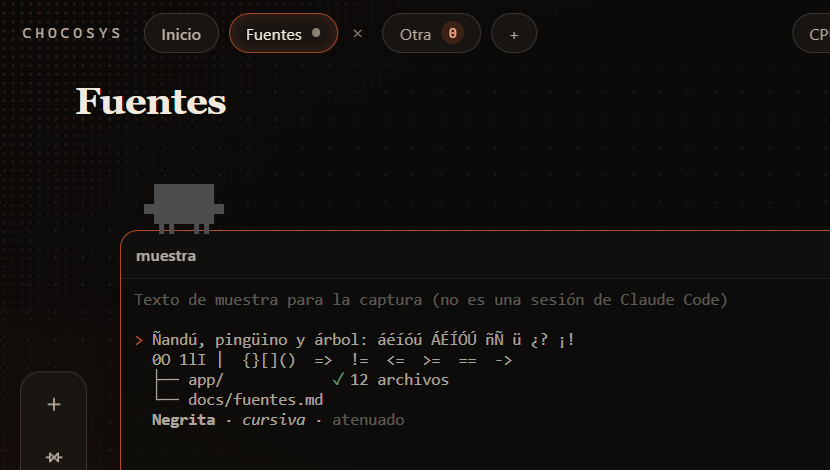 CHOCOSYS Inicio Fuentes × Otra 0 + CP
Fuentes
muestra
Texto de muestra para la captura (no es una sesión de Claude Code)
> Ñandú, pingüino y árbol: áéíóú ÁÉÍÓÚ ñÑ ü ¿? ¡!
0O 1lI | {}[]() => != <= >= == ->
├── app/ ✓ 12 archivos
└── docs/fuentes.md
Negrita · cursiva · atenuado
+